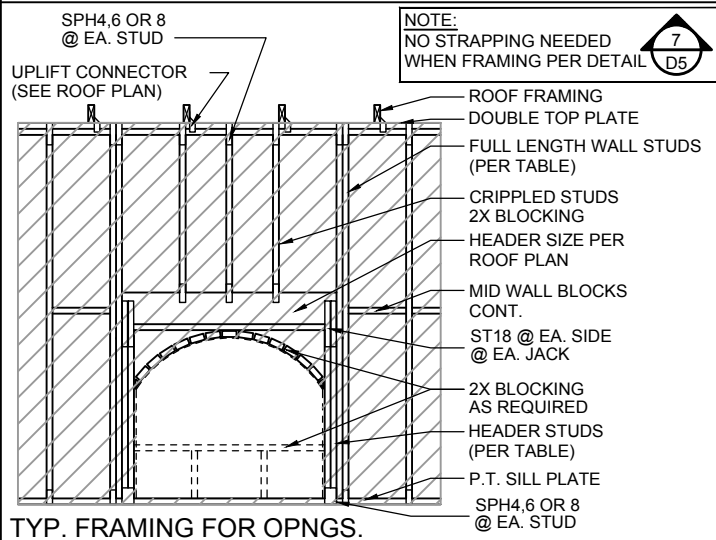 SPH4,6 OR 8
@ EA. STUD
NOTE:
NO STRAPPING NEEDED
WHEN FRAMING PER DETAIL
7
D5
UPLIFT CONNECTOR
(SEE ROOF PLAN)
ROOF FRAMING
DOUBLE TOP PLATE
FULL LENGTH WALL STUDS
(PER TABLE)
CRIPPLED STUDS
2X BLOCKING
HEADER SIZE PER
ROOF PLAN
MID WALL BLOCKS
CONT.
ST18 @ EA. SIDE
@ EA. JACK
2X BLOCKING
AS REQUIRED
HEADER STUDS
(PER TABLE)
P.T. SILL PLATE
SPH4,6 OR 8
@ EA. STUD
TYP. FRAMING FOR OPNGS.